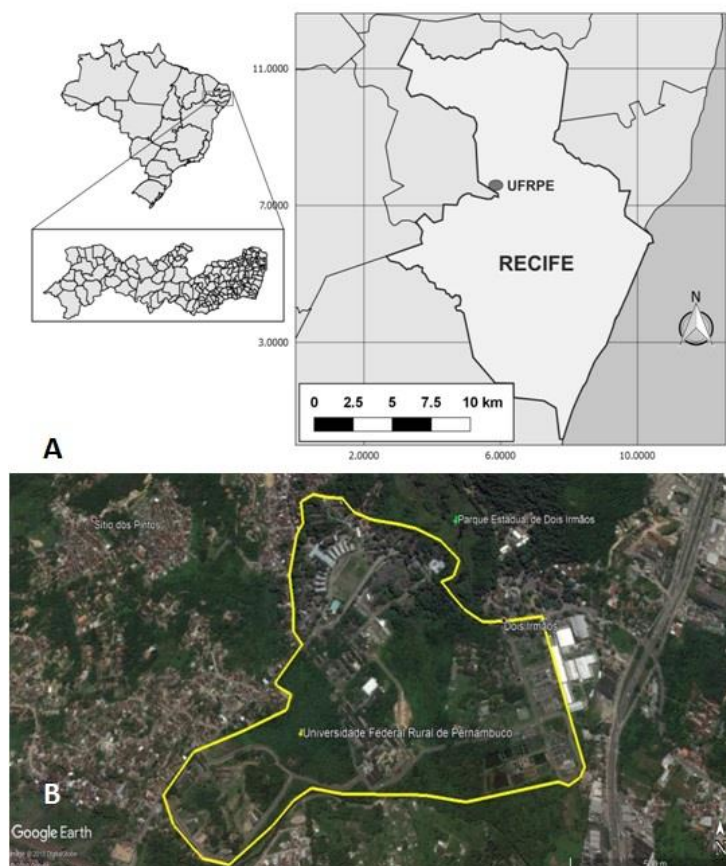 11.0000
UFRPE
7.0000
RECIFE
N
3.0000
0 2.5 5 7.5 10 km
A
2.0000 6.0000 10.0000
Sitio dos Pintos
Parque Estadual de Dois Irmãos
Dois Irmãos
Universidade Federal Rural de Pernambuco
B
Google Earth